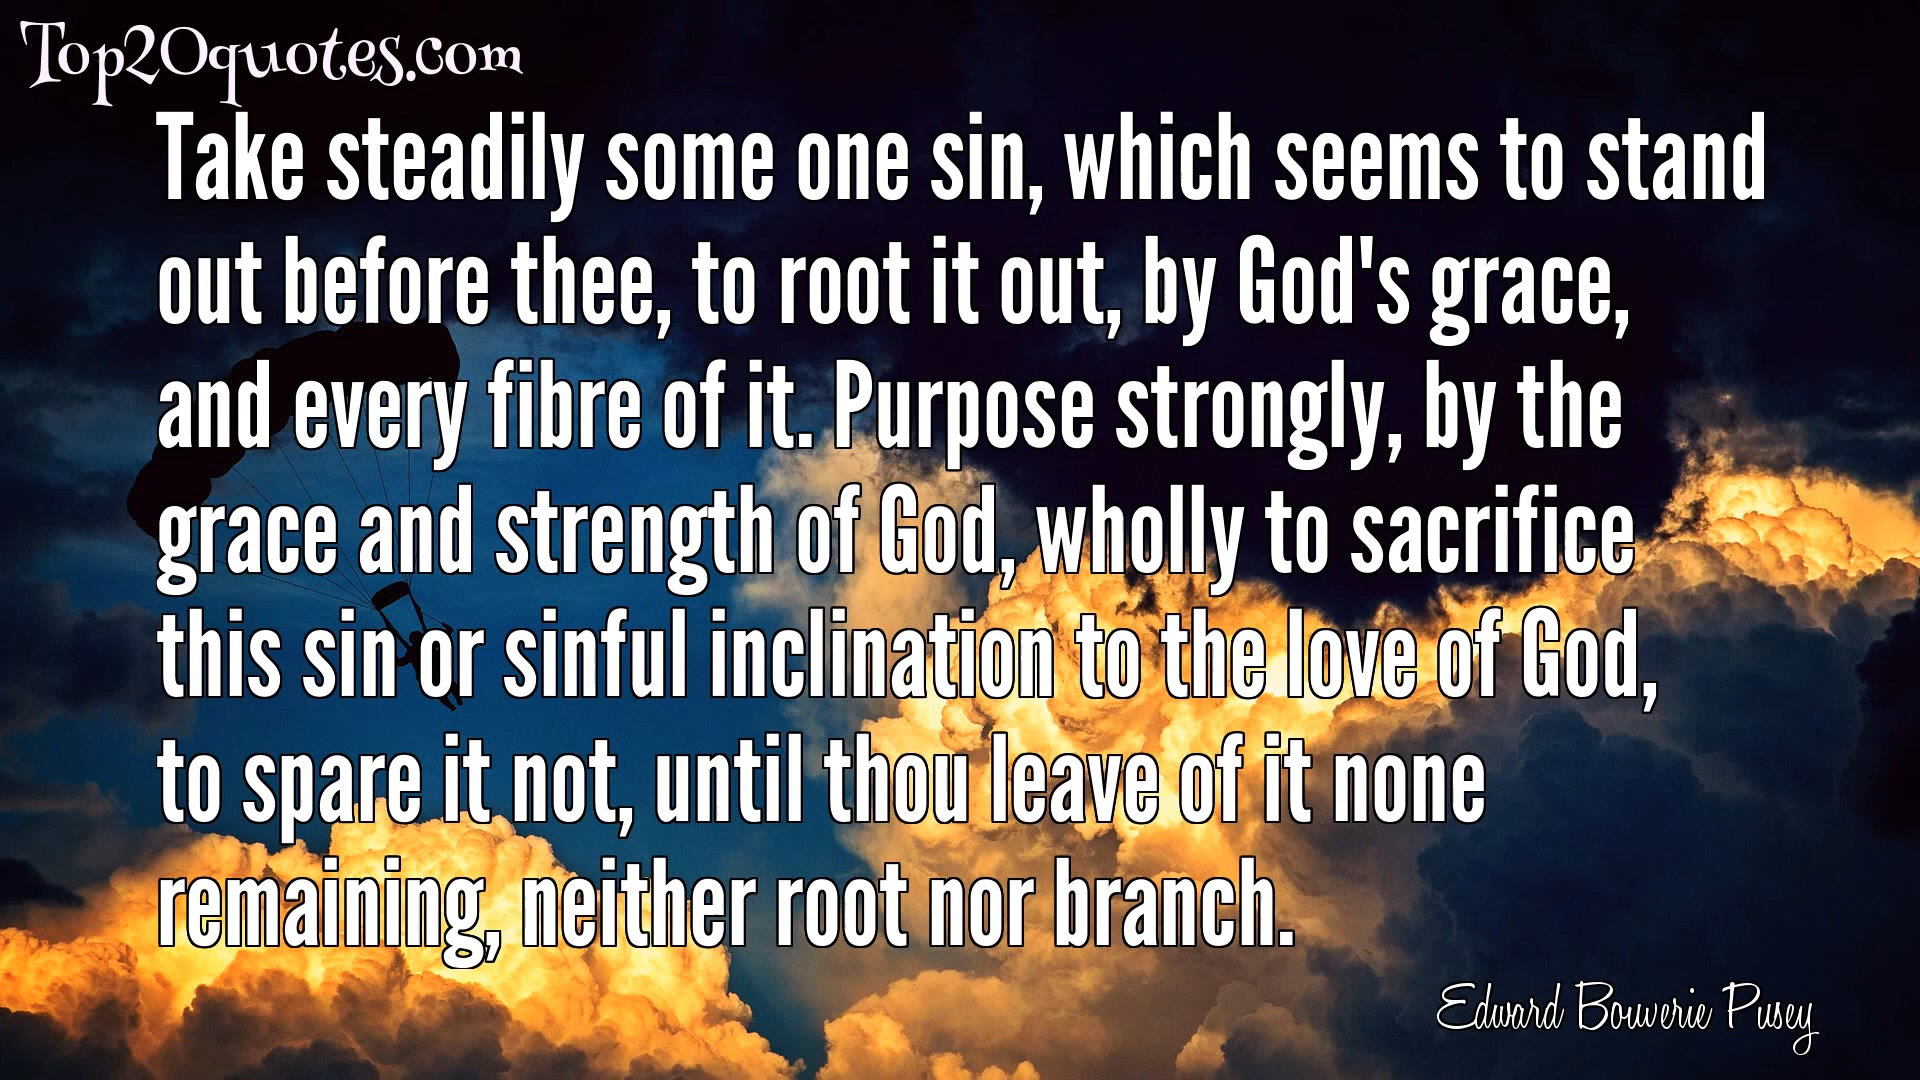 Top20quotes.com
Take steadily some one sin, which seems to stand
out before thee, to root it out, by God's grace,
and every fibre of it. Purpose strongly, by the
grace and strength of God, wholly to sacrifice
this sin or sinful inclination to the love of God,
to spare it not, until thou leave of it none
remaining, neither root nor branch.
Edward Bouverie Pusey